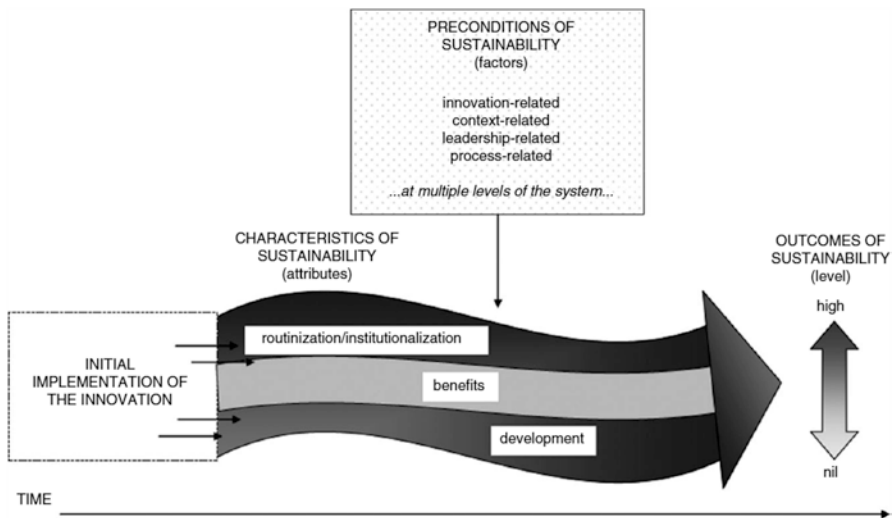 PRECONDITIONS OF
SUSTAINABILITY
(factors)
innovation-related
context-related
leadership-related
process-related
...at multiple levels of the system...
CHARACTERISTICS OF
SUSTAINABILITY
(attributes)
OUTCOMES OF
SUSTAINABILITY
(level)
high
routinization/institutionalization
INITIAL
IMPLEMENTATION OF
THE INNOVATION
benefits
development
nil
TIME